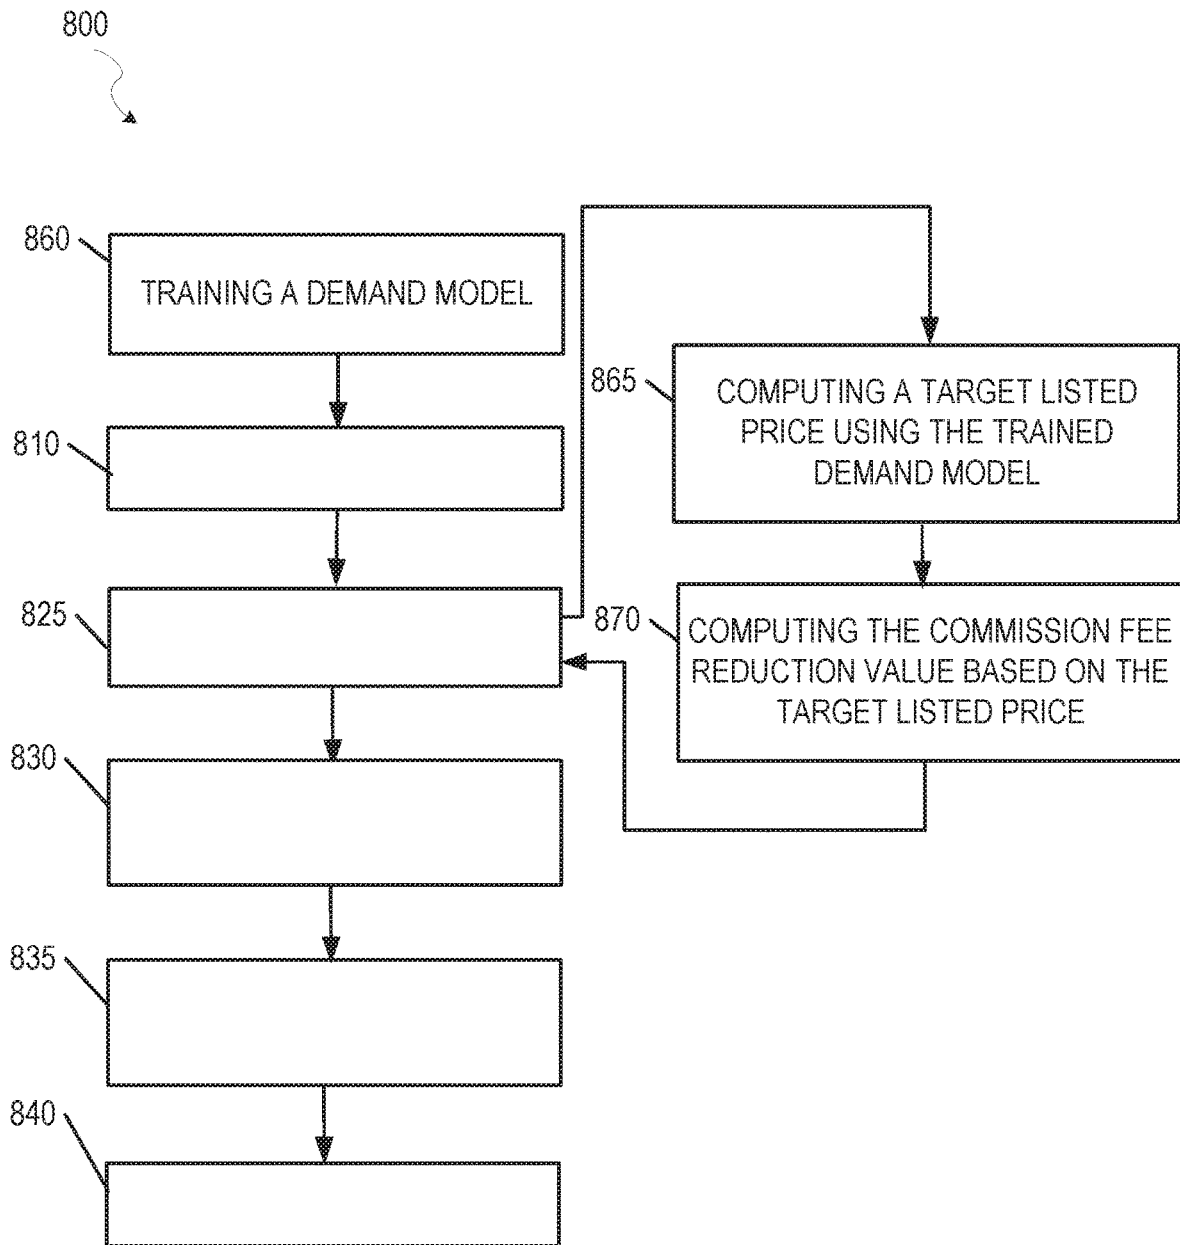 800
860
TRAINING A DEMAND MODEL
810
825
830
835
840
865
COMPUTING A TARGET LISTED
PRICE USING THE TRAINED
DEMAND MODEL
870
COMPUTING THE COMMISSION FEE
REDUCTION VALUE BASED ON THE
TARGET LISTED PRICE